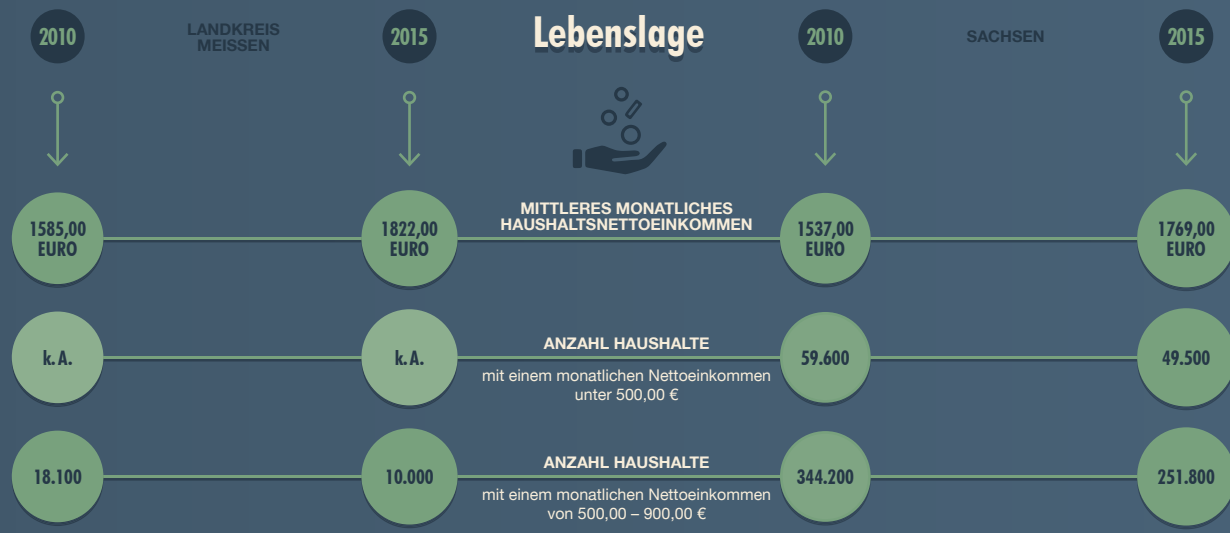 2010
LANDKREIS
MEISSEN
2015
Lebenslage
2010
SACHSEN
2015
1585,00
EURO
1822,00
EURO
MITTLERES MONATLICHES
HAUSHALTSNETTOEINKOMMEN
1537,00
EURO
1769,00
EURO
k. A.
k. A.
ANZAHL HAUSHALTE
mit einem monatlichen Nettoeinkommen
unter 500,00 €
59.600
49.500
18.100
10.000
ANZAHL HAUSHALTE
mit einem monatlichen Nettoeinkommen
von 500,00 – 900,00 €
344.200
251.800